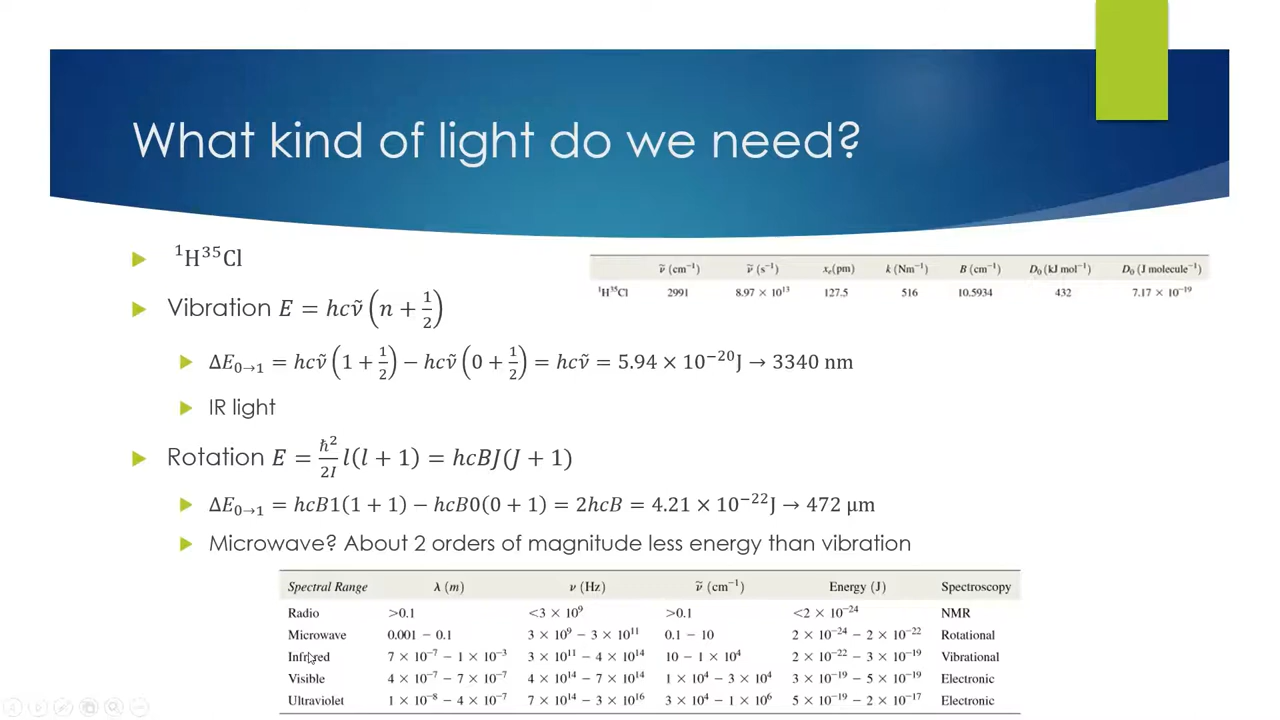 What kind of light do we need?
¹H³⁵Cl
ν̃ (cm⁻¹) ν̃ (s⁻¹) xₑ(pm) k(Nm⁻¹) B (cm⁻¹) D₀ (kJ mol⁻¹) D₀ (J molecule⁻¹)
¹H³⁵Cl 2991 8.97 × 10¹³ 127.5 516 10.5934 432 7.17 × 10⁻¹⁹
Vibration E = hcν̃(n + 1/2)
ΔE₀→₁ = hcν̃(1 + 1/2) − hcν̃(0 + 1/2) = hcν̃ = 5.94 × 10⁻²⁰J → 3340 nm
IR light
Rotation E = ℏ²/2I l(l + 1) = hcBJ(J + 1)
ΔE₀→₁ = hcB1(1 + 1) − hcB0(0 + 1) = 2hcB = 4.21 × 10⁻²²J → 472 μm
Microwave? About 2 orders of magnitude less energy than vibration
Spectral Range λ (m) ν (Hz) ν̃ (cm⁻¹) Energy (J) Spectroscopy
Radio >0.1 <3 × 10⁹ >0.1 <2 × 10⁻²⁴ NMR
Microwave 0.001 − 0.1 3 × 10⁹ − 3 × 10¹¹ 0.1 − 10 2 × 10⁻²⁴ − 2 × 10⁻²² Rotational
Infrared 7 × 10⁻⁷ − 1 × 10⁻³ 3 × 10¹¹ − 4 × 10¹⁴ 10 − 1 × 10⁴ 2 × 10⁻²² − 3 × 10⁻¹⁹ Vibrational
Visible 4 × 10⁻⁷ − 7 × 10⁻⁷ 4 × 10¹⁴ − 7 × 10¹⁴ 1 × 10⁴ − 3 × 10⁴ 3 × 10⁻¹⁹ − 5 × 10⁻¹⁹ Electronic
Ultraviolet 1 × 10⁻⁸ − 4 × 10⁻⁷ 7 × 10¹⁴ − 3 × 10¹⁶ 3 × 10⁴ − 1 × 10⁶ 5 × 10⁻¹⁹ − 2 × 10⁻¹⁷ Electronic